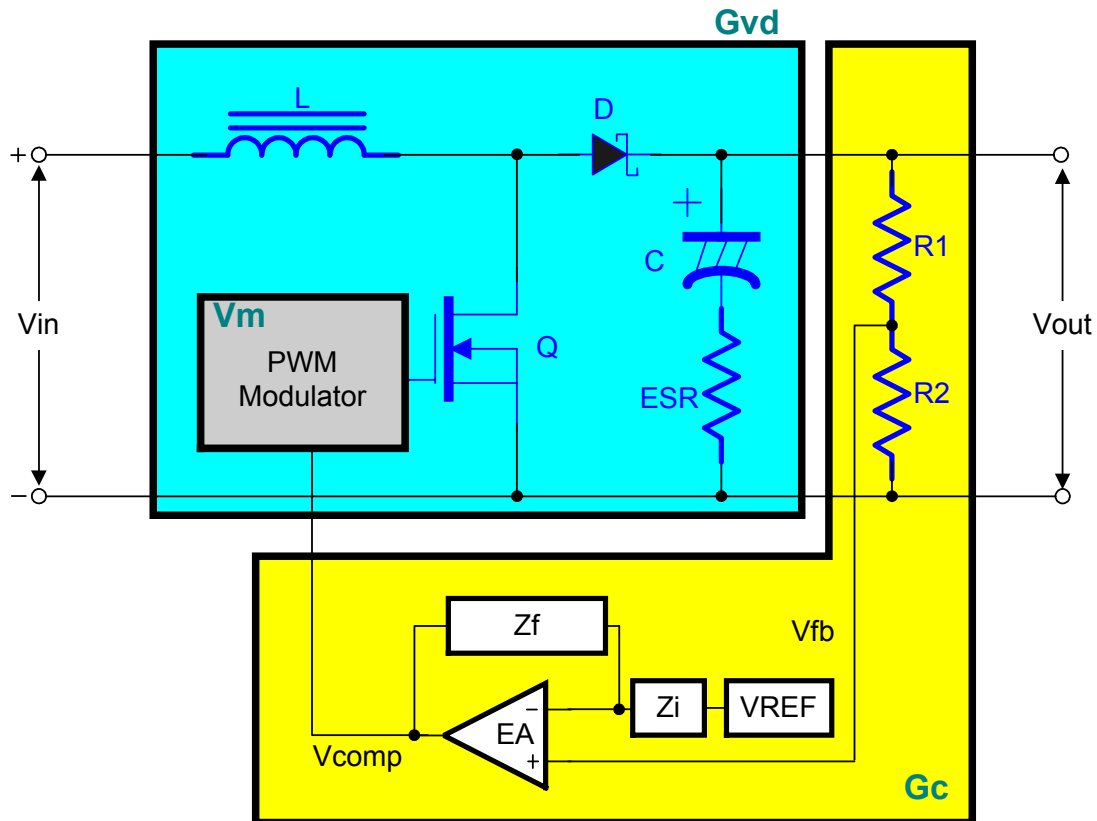 Gvd
L
D
+
+
C
R1
Vin
Vm
PWM
Modulator
Q
Vout
ESR
R2
−
Zf
Vfb
−
Zi
VREF
EA
+
Vcomp
Gc